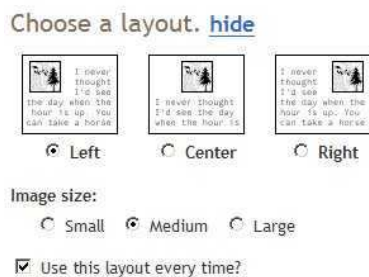 Choose a layout. hide
I never
thought
I'd see
the day when the
hour is up. You
can take a horse
I never thought
I'd see the day
when the hour is
I never
thought
I'd see
the day when the
hour is up. You
can take a horse
Left Center Right
Image size:
Small Medium Large
Use this layout every time?